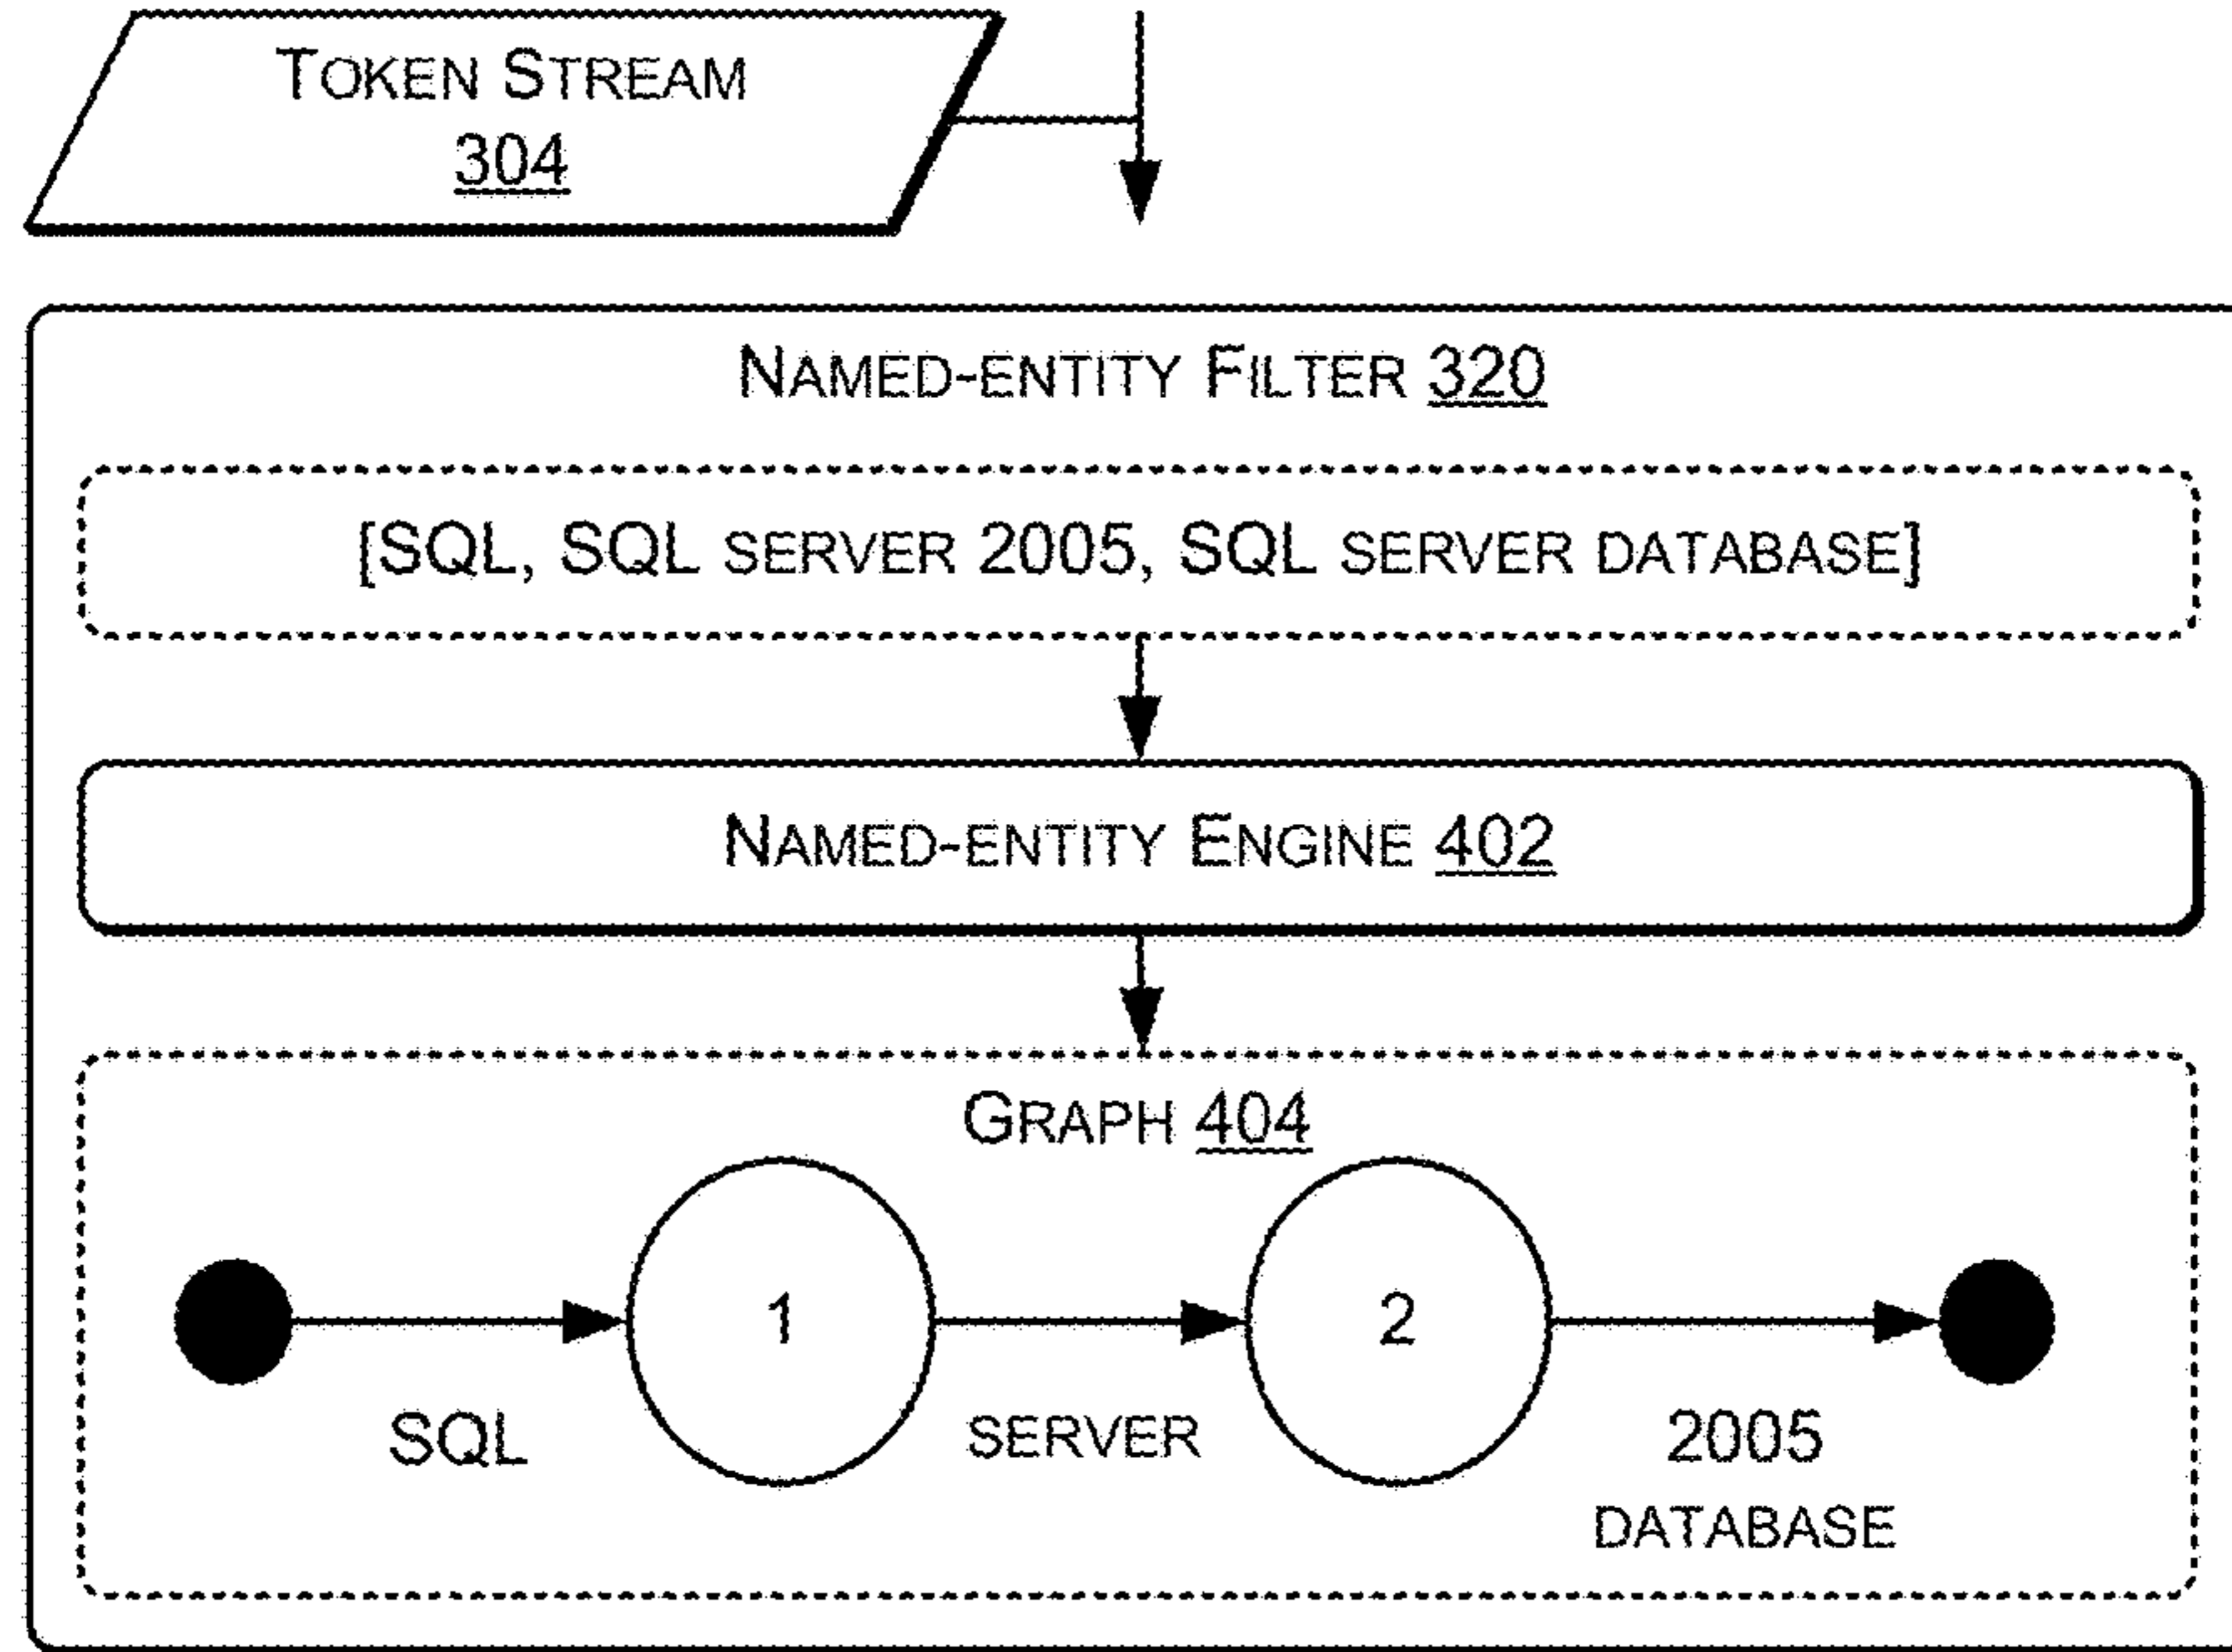 TOKEN STREAM
304
NAMED-ENTITY FILTER 320
[SQL, SQL SERVER 2005, SQL SERVER DATABASE]
NAMED-ENTITY ENGINE 402
GRAPH 404
1
2
SQL
SERVER
2005
DATABASE